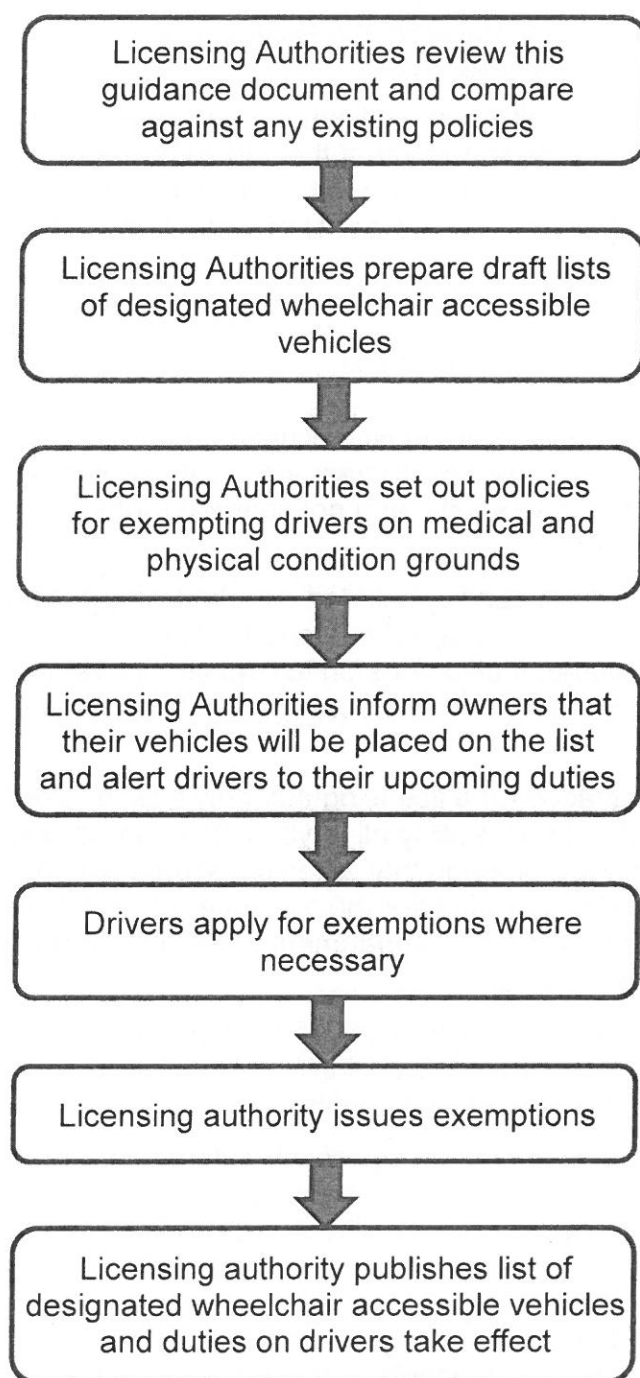 Licensing Authorities review this
guidance document and compare
against any existing policies
Licensing Authorities prepare draft lists
of designated wheelchair accessible
vehicles
Licensing Authorities set out policies
for exempting drivers on medical and
physical condition grounds
Licensing Authorities inform owners that
their vehicles will be placed on the list
and alert drivers to their upcoming duties
Drivers apply for exemptions where
necessary
Licensing authority issues exemptions
Licensing authority publishes list of
designated wheelchair accessible vehicles
and duties on drivers take effect